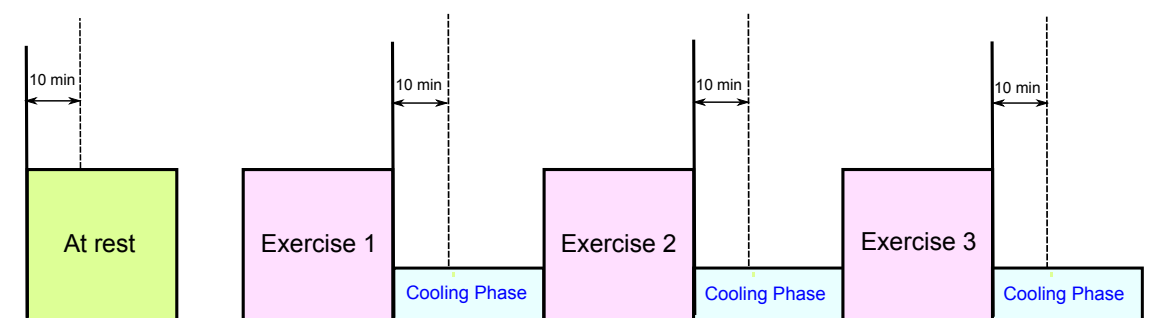 10 min
10 min
10 min
10 min
At rest
Exercise 1
Exercise 2
Exercise 3
Cooling Phase
Cooling Phase
Cooling Phase